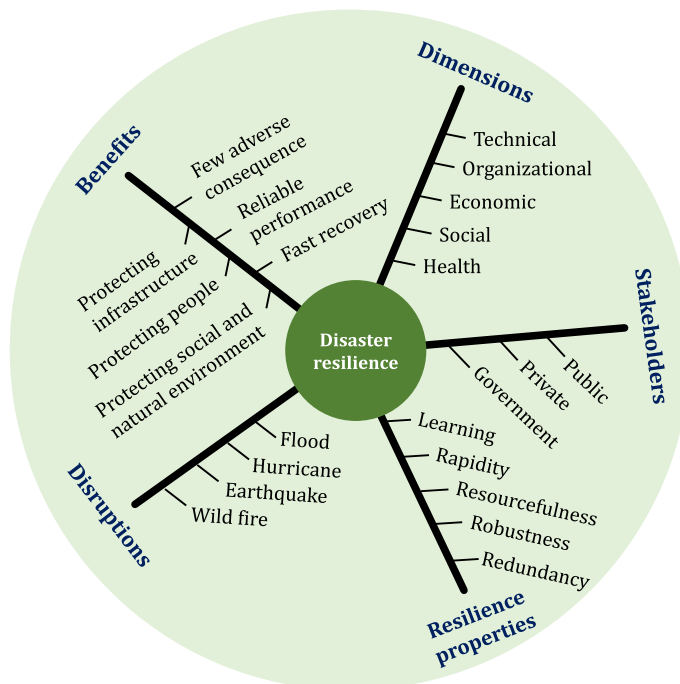 Dimensions
Technical
Organizational
Economic
Social
Health
Benefits
Few adverse
consequence
Reliable
performance
Fast recovery
Protecting
infrastructure
Protecting people
Protecting social and
natural environment
Disaster
resilience
Stakeholders
Public
Private
Government
Disruptions
Flood
Hurricane
Earthquake
Wild fire
Learning
Rapidity
Resourcefulness
Robustness
Redundancy
Resilience
properties